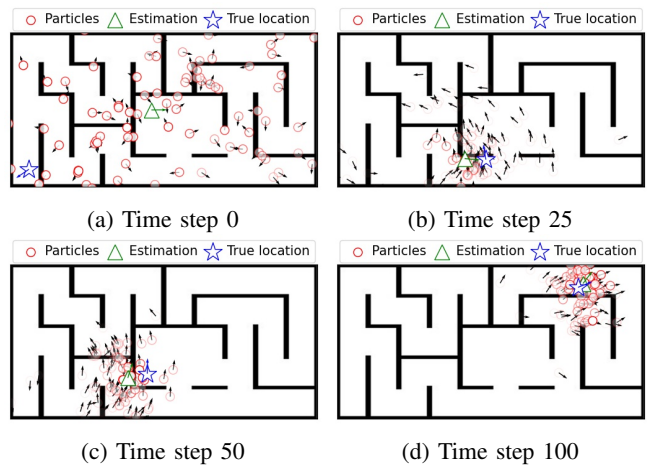 Particles Estimation True location Particles Estimation True location
(a) Time step 0 (b) Time step 25
Particles Estimation True location Particles Estimation True location
(c) Time step 50 (d) Time step 100